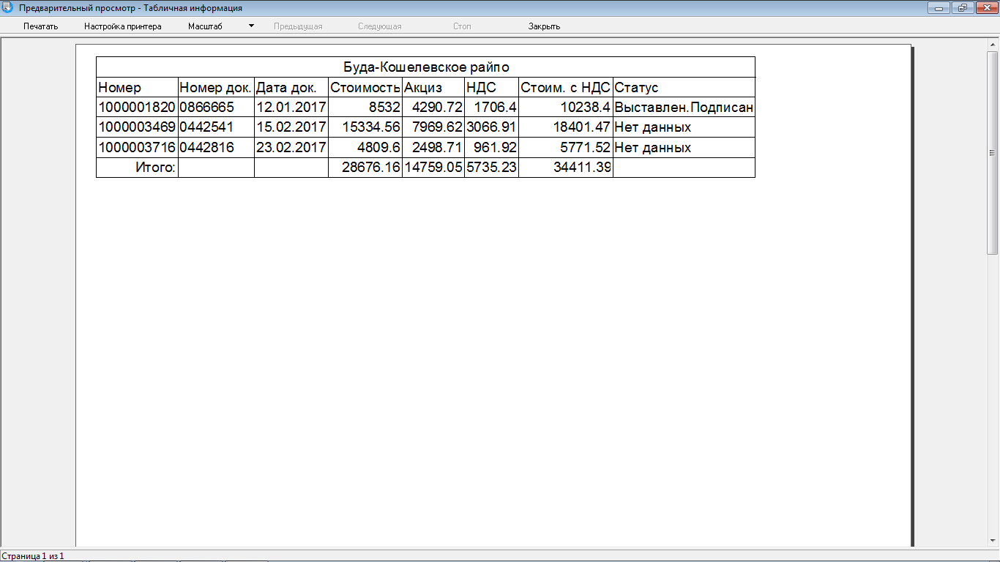 Предварительный просмотр - Табличная информация
Печатать Настройка принтера Масштаб Предыдущая Следующая Стоп Закрыть
Буда-Кошелевское райпо
Номер Номер док. Дата док. Стоимость Акциз НДС Стоим. с НДС Статус
1000001820 0866665 12.01.2017 8532 4290.72 1706.4 10238.4 Выставлен.Подписан
1000003469 0442541 15.02.2017 15334.56 7969.62 3066.91 18401.47 Нет данных
1000003716 0442816 23.02.2017 4809.6 2498.71 961.92 5771.52 Нет данных
Итого: 28676.16 14759.05 5735.23 34411.39
Страница 1 из 1